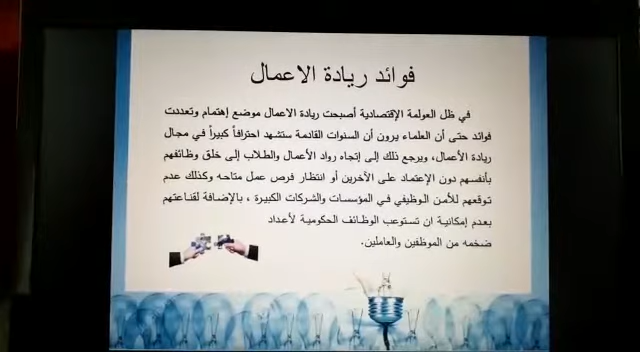 فوائد ريادة الاعمال
في ظل العولمة الإقتصادية أصبحت ريادة الاعمال موضع إهتمام وتعددت
فوائد حتى أن العلماء يرون أن السنوات القادمة ستشهد احترافاً كبيراً في مجال
ريادة الأعمال، ويرجع ذلك إلى إتجاه رواد الأعمال والطلاب إلى خلق وظائفهم
بأنفسهم دون الإعتماد على الآخرين أو انتظار فرص عمل متاحه وكذلك عدم
توقعهم للأمن الوظيفي في المؤسسات والشركات الكبيرة ، بالإضافة لقناعتهم
بعدم إمكانية ان تستوعب الوظائف الحكومية لأعداد
ضخمه من الموظفين والعاملين.